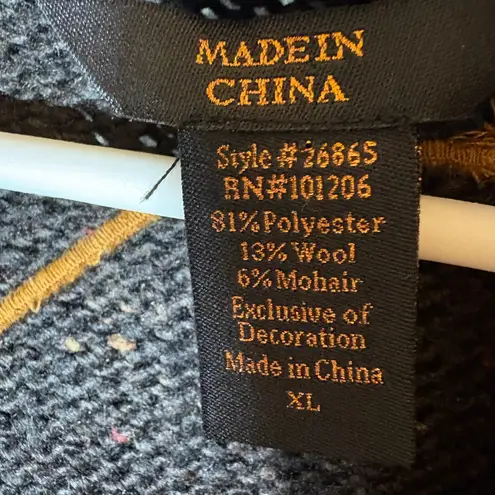 MADE IN
CHINA
Style # 26865
RN#101206
81% Polyester
13% Wool
6% Mohair
Exclusive of
Decoration
Made in China
XL